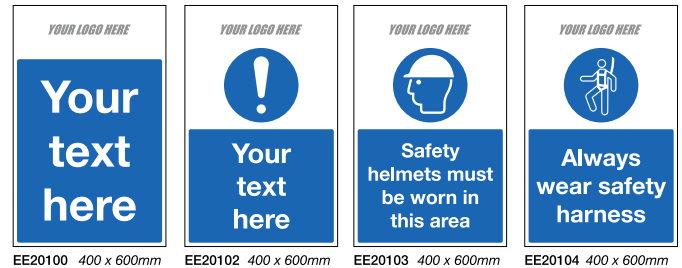 YOUR LOGO HERE
Your
text
here
EE20100 400 x 600mm
YOUR LOGO HERE
Your
text
here
EE20102 400 x 600mm
YOUR LOGO HERE
Safety
helmets must
be worn in
this area
EE20103 400 x 600mm
YOUR LOGO HERE
Always
wear safety
harness
EE20104 400 x 600mm